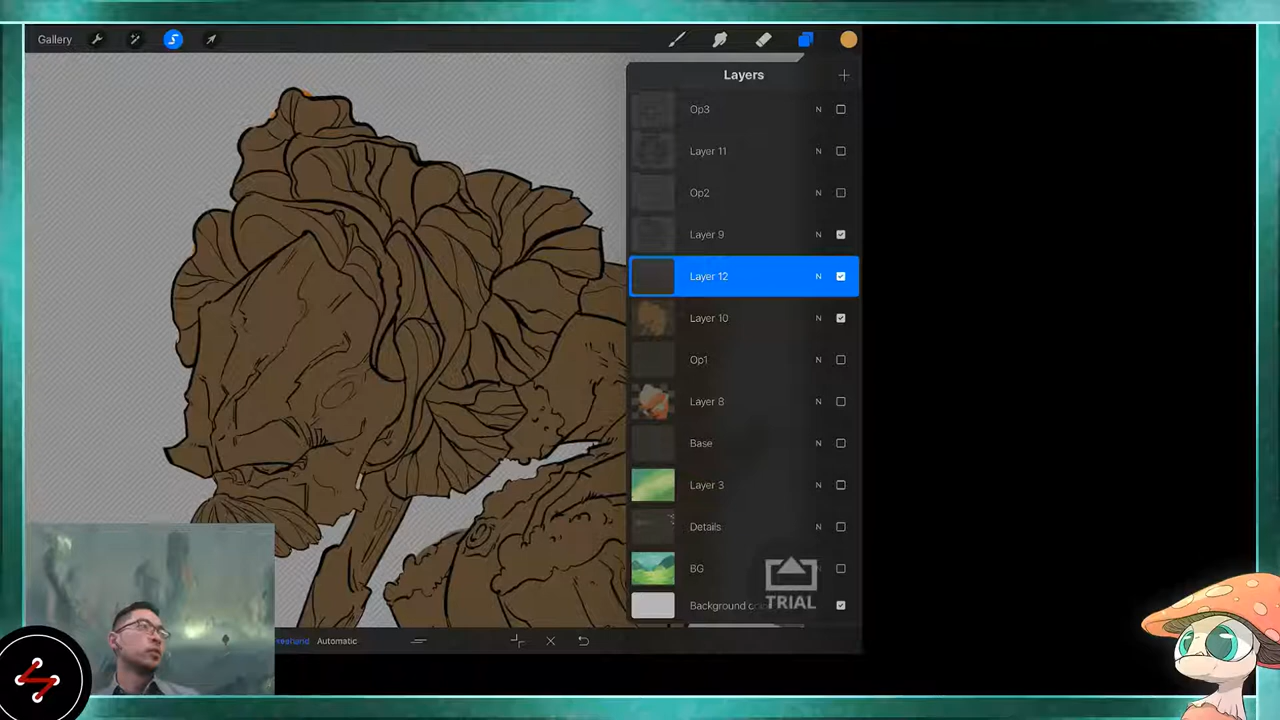 Gallery
Layers
Op3 N
Layer 11 N
Op2 N
Layer 9 N
Layer 12 N
Layer 10 N
Op1 N
Layer 8 N
Base N
Layer 3 N
Details N
BG
TRIAL
Background
Automatic